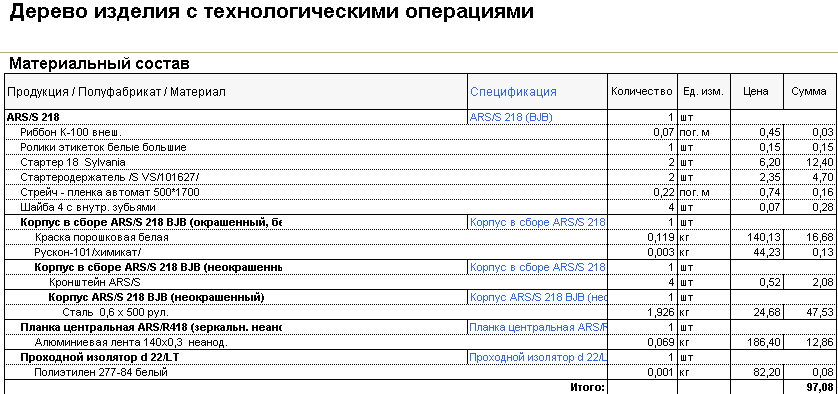 Дерево изделия с технологическими операциями
Материальный состав
Продукция / Полуфабрикат / Материал Спецификация Количество Ед. изм. Цена Сумма
ARS/S 218 ARS/S 218 (BJB) 1 шт
Риббон К-100 внеш. 0,07 пог. м 0,45 0,03
Ролики этикеток белые большие 1 шт 0,15 0,15
Стартер 18 Sylvania 2 шт 6,20 12,40
Стартеродержатель /S VS/101627/ 2 шт 2,35 4,70
Стрейч - пленка автомат 500*1700 0,22 пог. м 0,74 0,16
Шайба 4 с внутр. зубьями 4 шт 0,07 0,28
Корпус в сборе ARS/S 218 BJB (окрашенный, бе Корпус в сборе ARS/S 218 1 шт
Краска порошковая белая 0,119 кг 140,13 16,68
Рускон-101/химикат/ 0,003 кг 44,23 0,13
Корпус в сборе ARS/S 218 BJB (неокрашеннь Корпус в сборе ARS/S 218 1 шт
Кронштейн ARS/S 4 шт 0,52 2,08
Корпус ARS/S 218 BJB (неокрашенный) Корпус ARS/S 218 BJB (нео 1 шт
Сталь 0,6 х 500 рул. 1,926 кг 24,68 47,53
Планка центральная ARS/R418 (зеркальн. неано Планка центральная ARS/R 1 шт
Алюминиевая лента 140х0,3 неанод. 0,069 кг 186,40 12,86
Проходной изолятор d 22/LT Проходной изолятор d 22/L 1 шт
Полиэтилен 277-84 белый 0,001 кг 82,20 0,08
Итого: 97,08